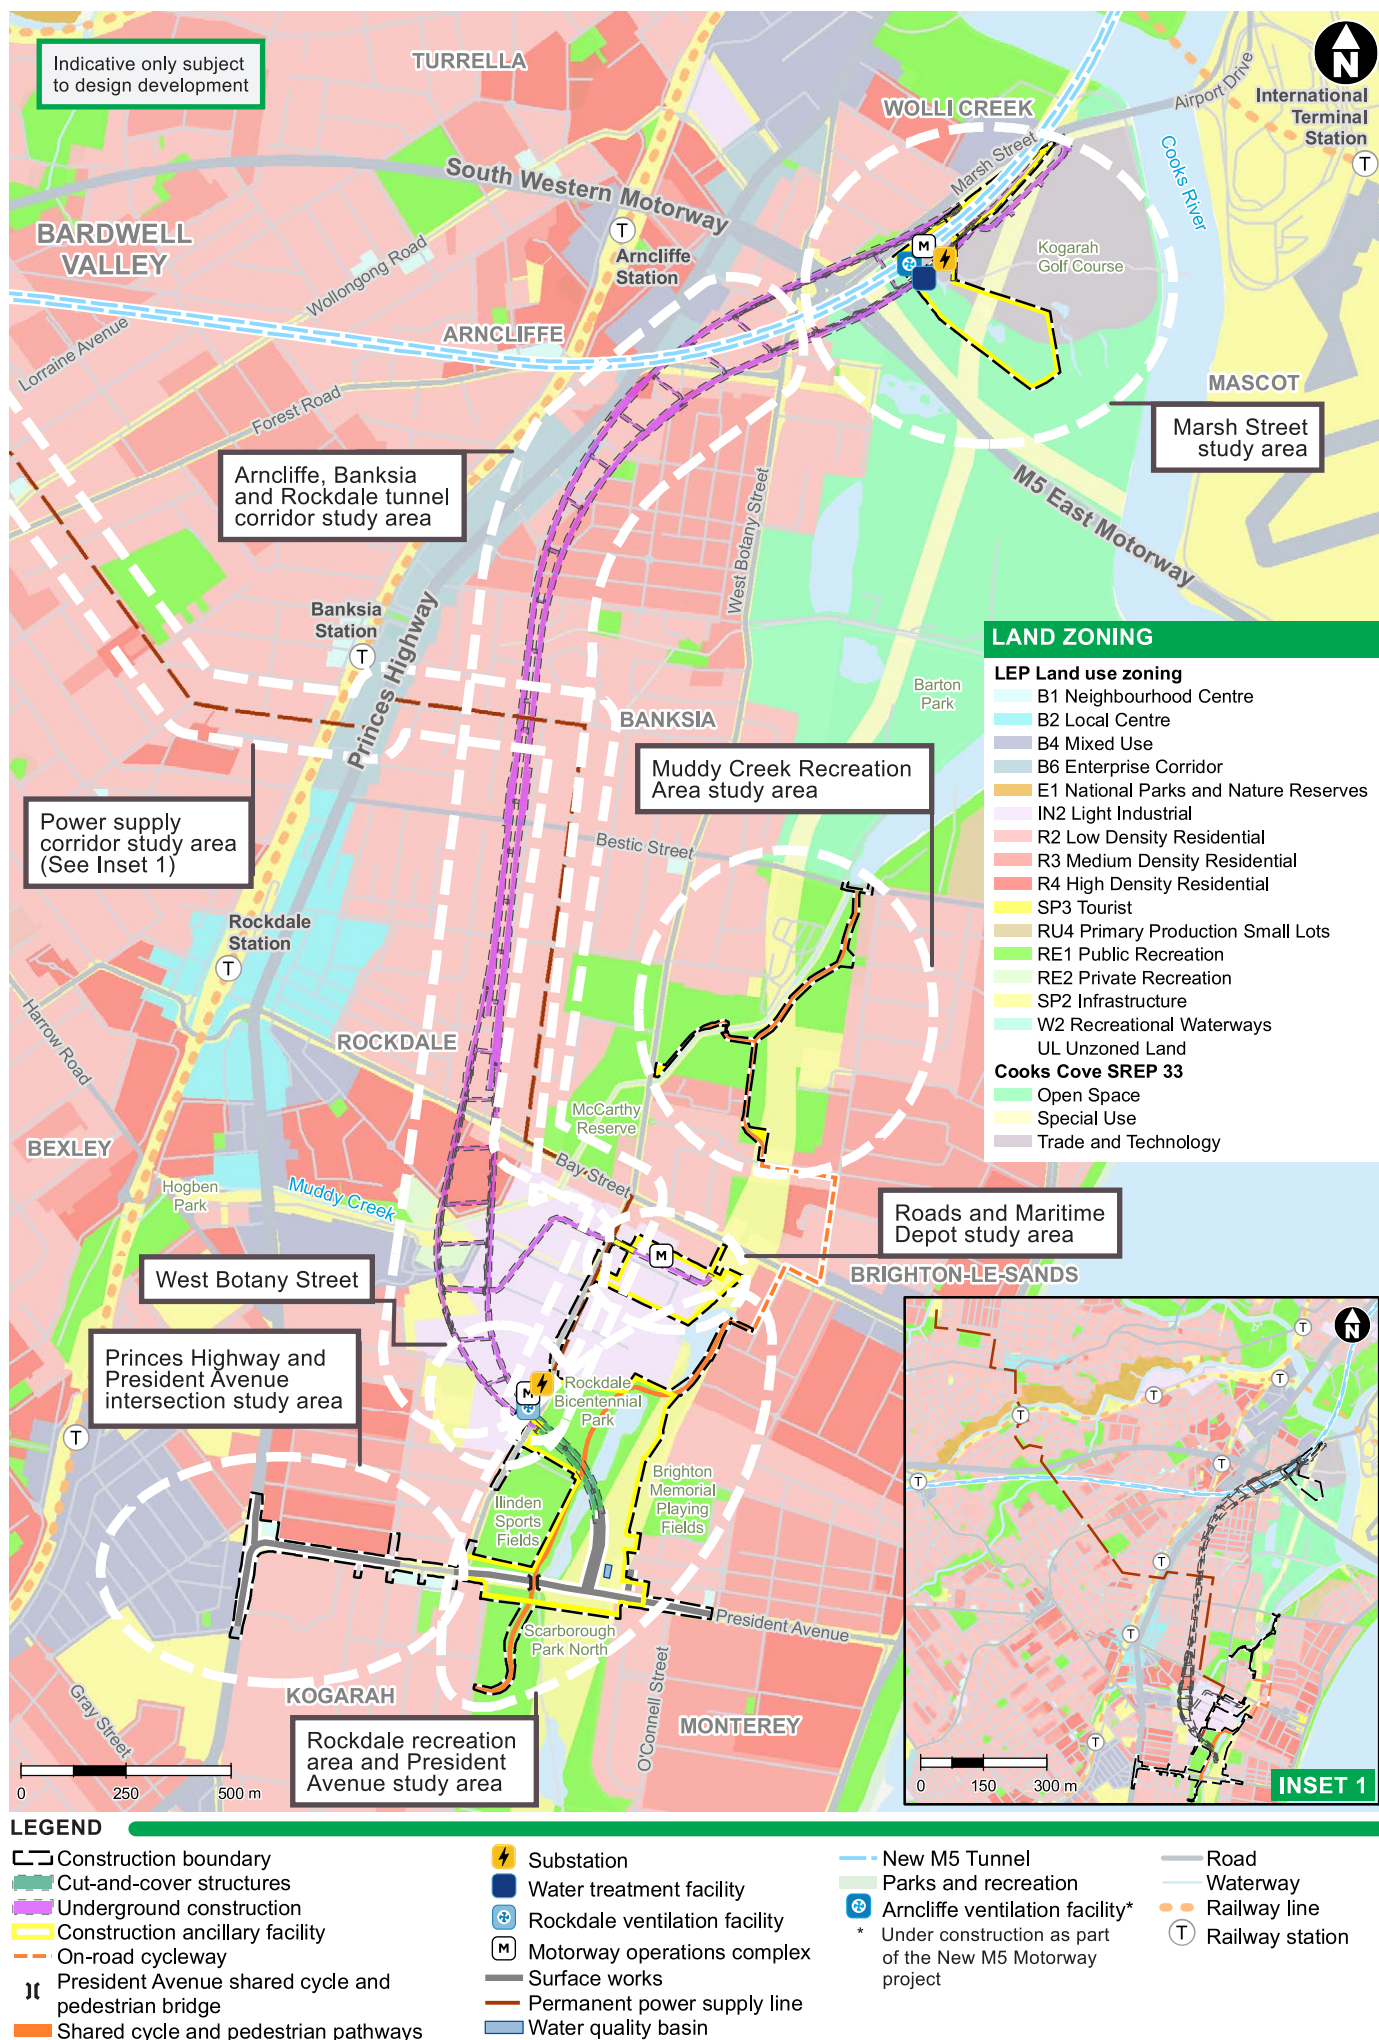 Indicative only subject
to design development
TURRELLA
WOLLI CREEK
Airport Drive
N
International
Terminal
Station
T
Marsh Street
Cooks River
South Western Motorway
BARDWELL
VALLEY
T
Arncliffe
Station
Wollongong Road
M
Kogarah
Golf Course
Lorraine Avenue
ARNCLIFFE
Forest Road
MASCOT
Marsh Street
study area
Arncliffe, Banksia
and Rockdale tunnel
corridor study area
M5 East Motorway
West Botany Street
Banksia
Station
T
Princes Highway
BANKSIA
Barton
Park
LAND ZONING
LEP Land use zoning
B1 Neighbourhood Centre
B2 Local Centre
B4 Mixed Use
B6 Enterprise Corridor
E1 National Parks and Nature Reserves
IN2 Light Industrial
R2 Low Density Residential
R3 Medium Density Residential
R4 High Density Residential
SP3 Tourist
RU4 Primary Production Small Lots
RE1 Public Recreation
RE2 Private Recreation
SP2 Infrastructure
W2 Recreational Waterways
UL Unzoned Land
Cooks Cove SREP 33
Open Space
Special Use
Trade and Technology
Muddy Creek Recreation
Area study area
Power supply
corridor study area
(See Inset 1)
Bestic Street
Rockdale
Station
T
Harrow Road
ROCKDALE
McCarthy
Reserve
BEXLEY
Hogben
Park
Muddy Creek
Bay Street
Roads and Maritime
Depot study area
M
West Botany Street
BRIGHTON-LE-SANDS
Princes Highway and
President Avenue
intersection study area
M
Rockdale
Bicentennial
Park
T
Ilinden
Sports
Fields
Brighton
Memorial
Playing
Fields
President Avenue
Scarborough
Park North
KOGARAH
Gray Street
O'Connell Street
MONTEREY
Rockdale recreation
area and President
Avenue study area
0 250 500 m
N
T
T
T
T
T
T
T
T
T
0 150 300 m
INSET 1
LEGEND
Construction boundary
Cut-and-cover structures
Underground construction
Construction ancillary facility
On-road cycleway
President Avenue shared cycle and
pedestrian bridge
Shared cycle and pedestrian pathways
Substation
Water treatment facility
Rockdale ventilation facility
M Motorway operations complex
Surface works
Permanent power supply line
Water quality basin
New M5 Tunnel
Parks and recreation
Arncliffe ventilation facility*
* Under construction as part
of the New M5 Motorway
project
Road
Waterway
Railway line
T Railway station